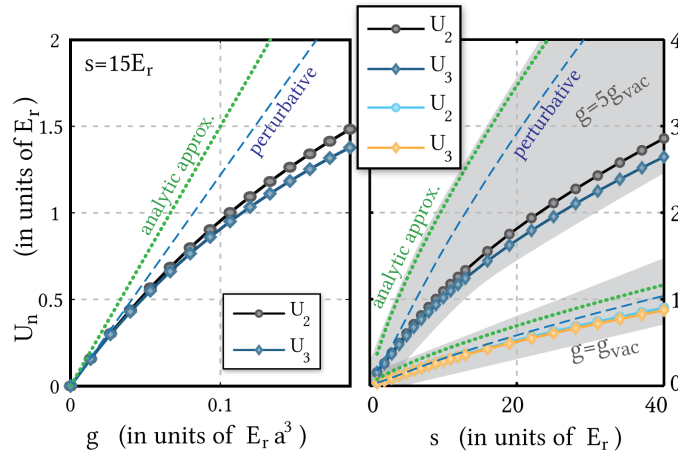 s=15E_r
2
1.5
1
0.5
0
0
0.1
U_n (in units of E_r)
g (in units of E_r a^3)
analytic approx.
perturbative
U_2
U_3
U_2
U_3
U_2
U_3
analytic approx.
perturbative
g=5g_vac
g=g_vac
4
3
2
1
0
0
20
40
s (in units of E_r)